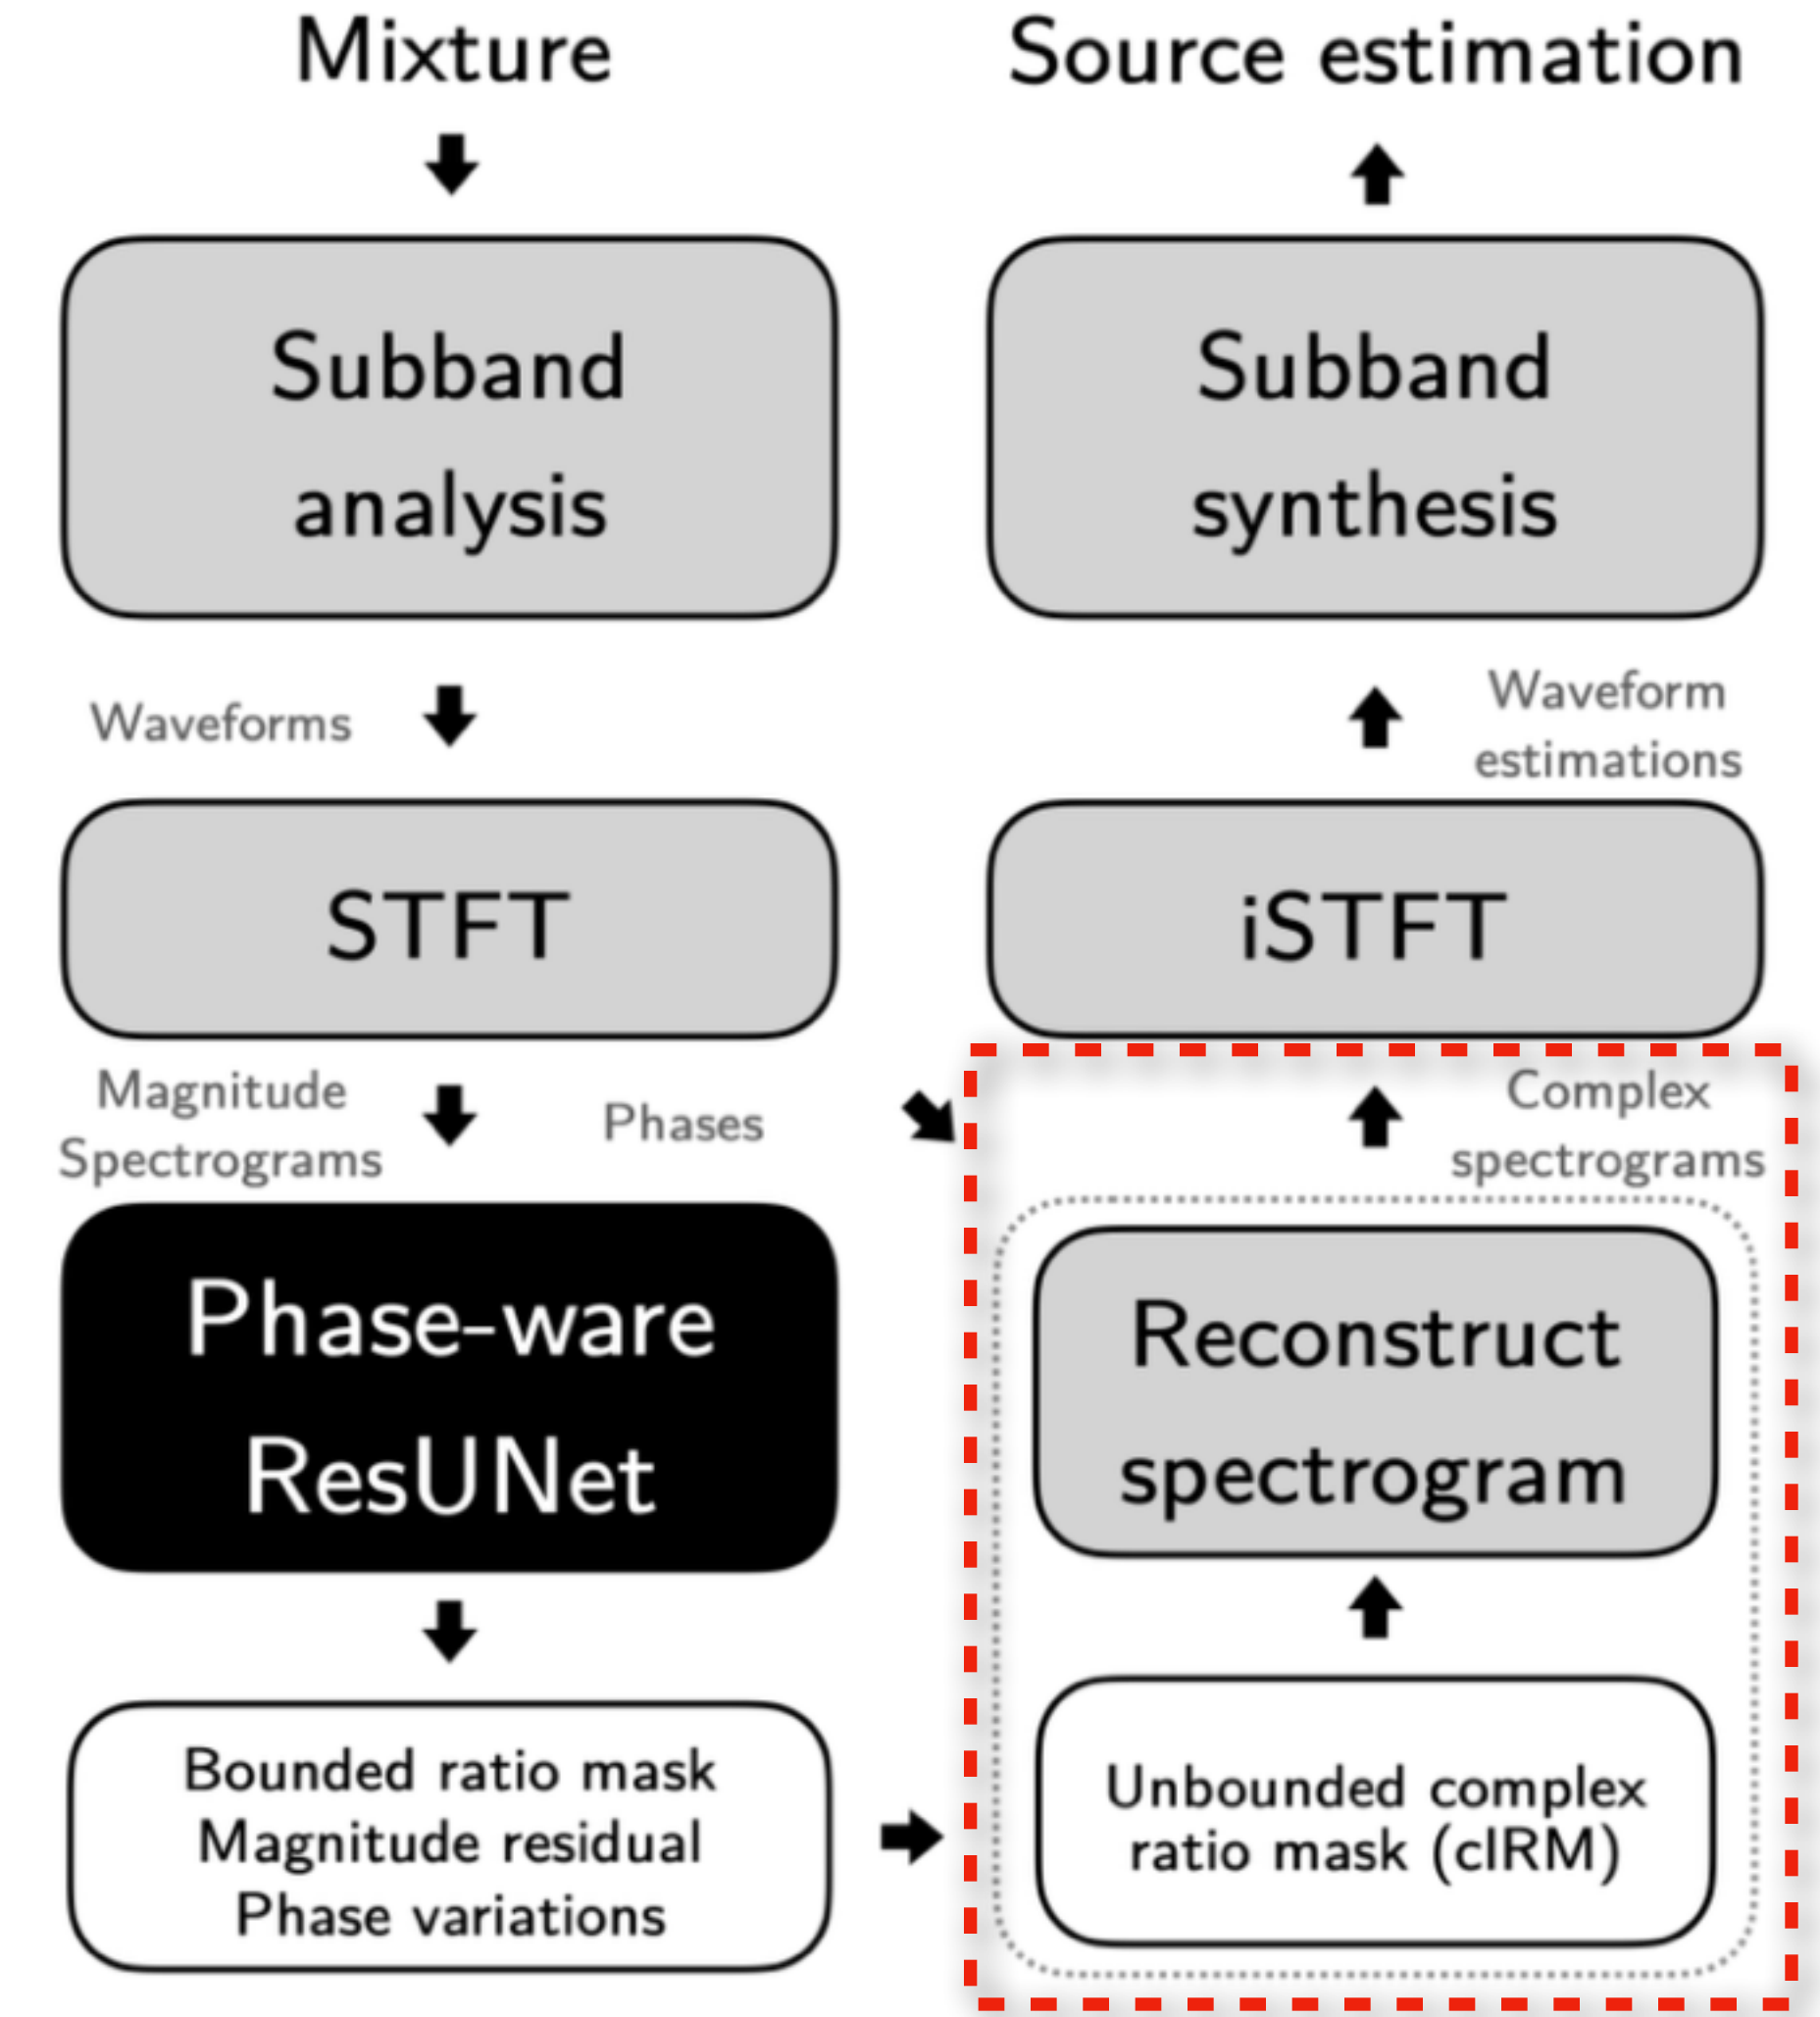 Mixture
Subband
analysis
Waveforms
STFT
Magnitude
Spectrograms
Phases
Phase-ware
ResUNet
Bounded ratio mask
Magnitude residual
Phase variations
Source estimation
Subband
synthesis
Waveform
estimations
iSTFT
Complex
spectrograms
Reconstruct
spectrogram
Unbounded complex
ratio mask (cIRM)